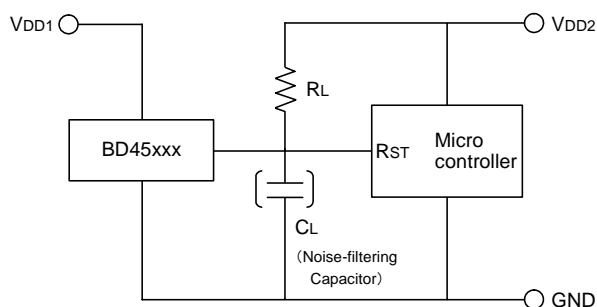 VDD1
VDD2
RL
BD45xxx
RST
Micro
controller
CL
（Noise-filtering
Capacitor）
GND